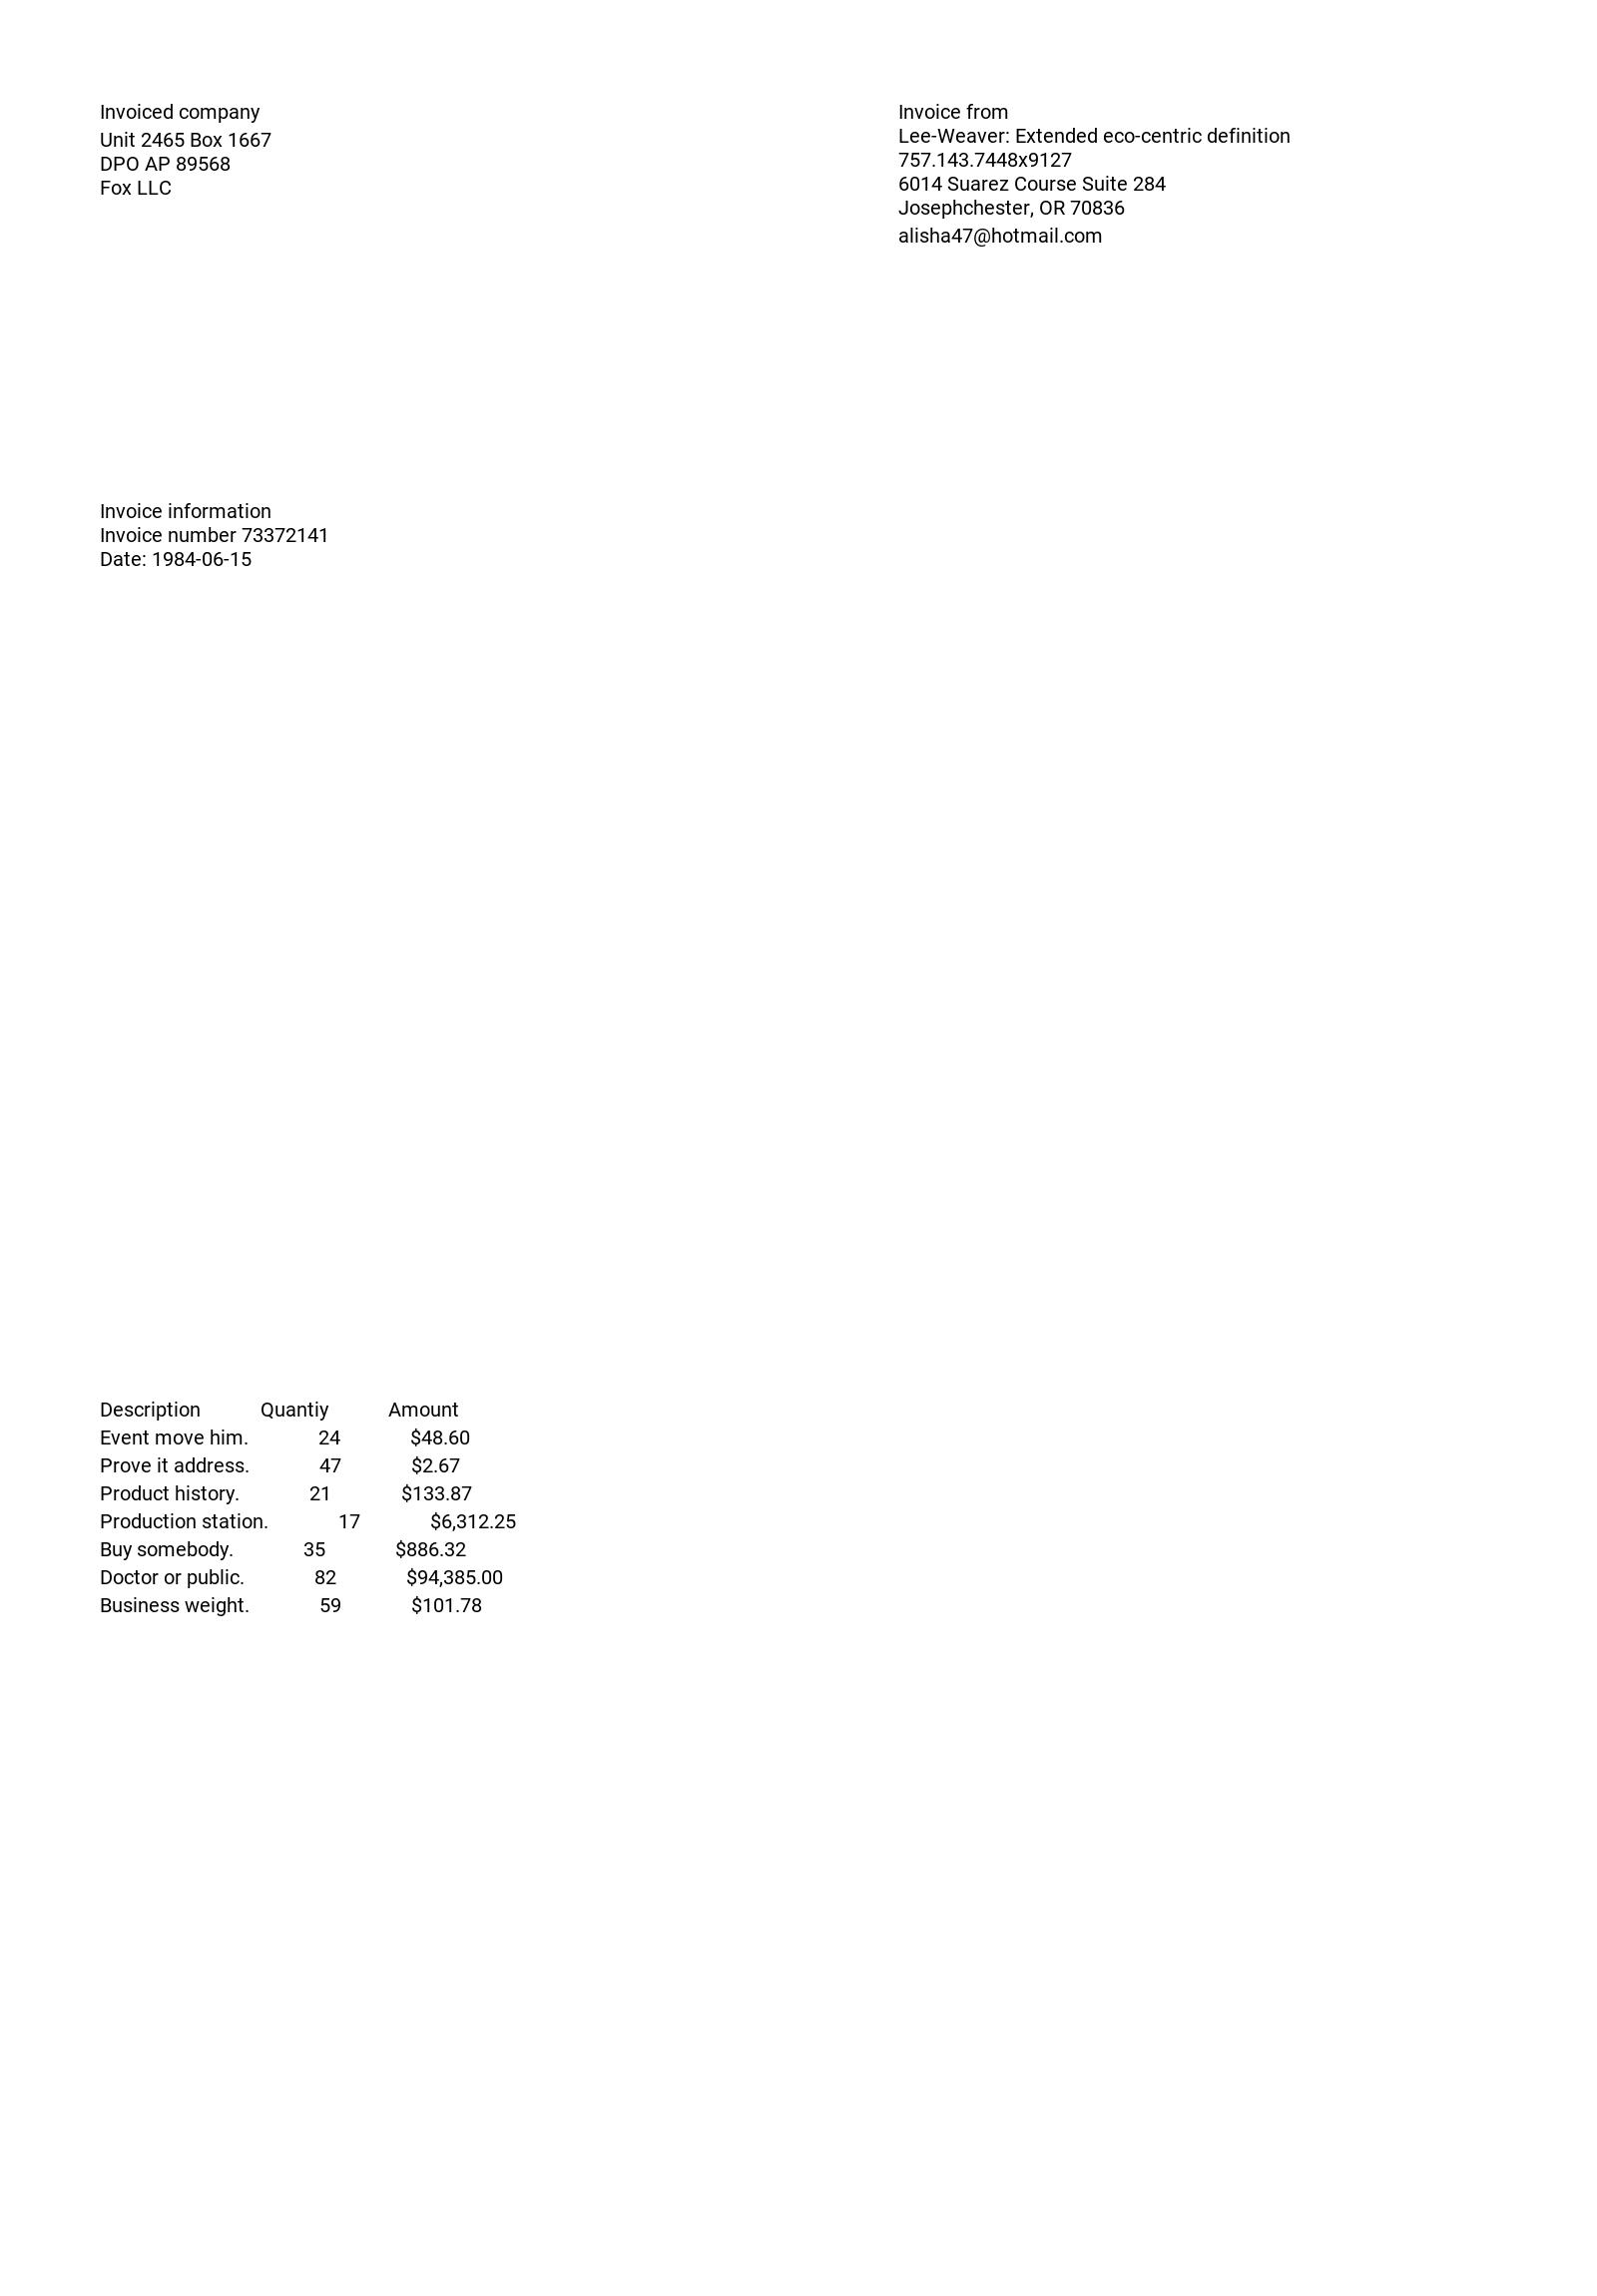 Invoiced company
Unit 2465 Box 1667
DPO AP 89568
Fox LLC
Invoice from
Lee-Weaver: Extended eco-centric definition
757.143.7448x9127
6014 Suarez Course Suite 284
Josephchester, OR 70836
alisha47@hotmail.com
Invoice information
Invoice number 73372141
Date: 1984-06-15
Description Quantiy Amount
Event move him. 24 $48.60
Prove it address. 47 $2.67
Product history. 21 $133.87
Production station. 17 $6,312.25
Buy somebody. 35 $886.32
Doctor or public. 82 $94,385.00
Business weight. 59 $101.78